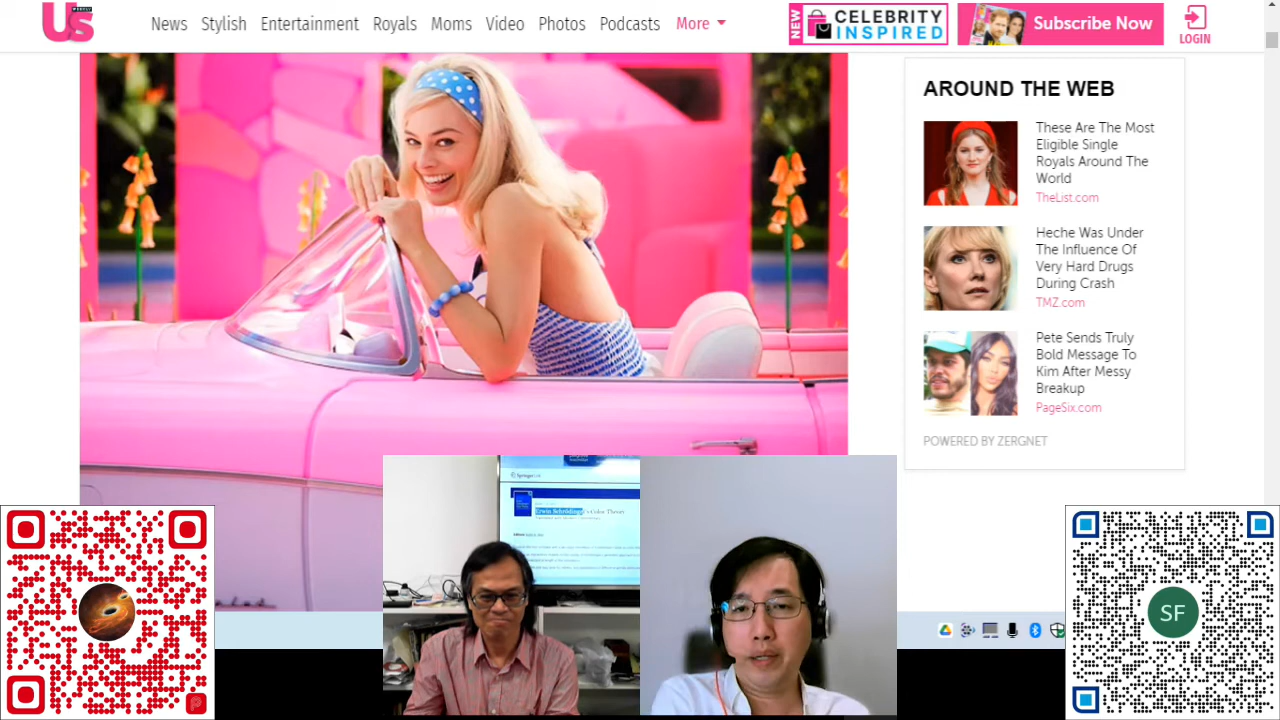 Us
WEEKLY
News Stylish Entertainment Royals Moms Video Photos Podcasts More
NEW
CELEBRITY
INSPIRED
Subscribe Now
LOGIN
AROUND THE WEB
These Are The Most
Eligible Single
Royals Around The
World
TheList.com
Heche Was Under
The Influence Of
Very Hard Drugs
During Crash
TMZ.com
Pete Sends Truly
Bold Message To
Kim After Messy
Breakup
PageSix.com
POWERED BY ZERGNET
Erwin Schrödinger's Color Theory
SF